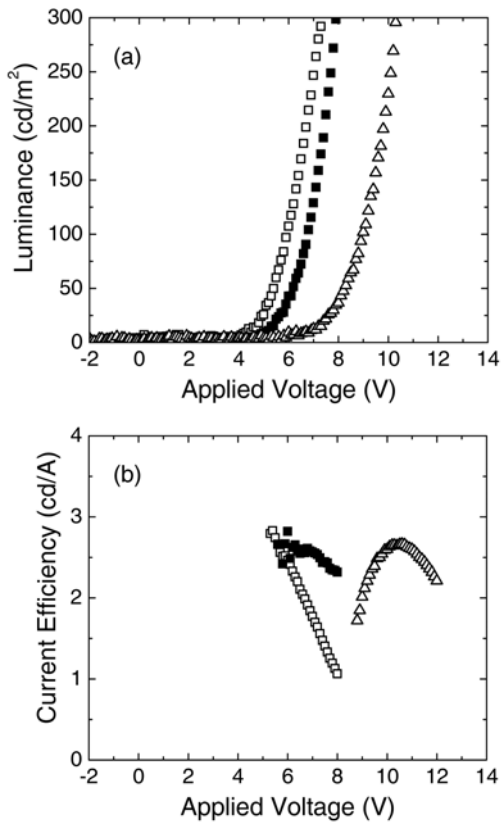 300
250
200
150
100
50
0
(a)
Luminance (cd/m²)
-2 0 2 4 6 8 10 12 14
Applied Voltage (V)
4
3
2
1
0
(b)
Current Efficiency (cd/A)
-2 0 2 4 6 8 10 12 14
Applied Voltage (V)